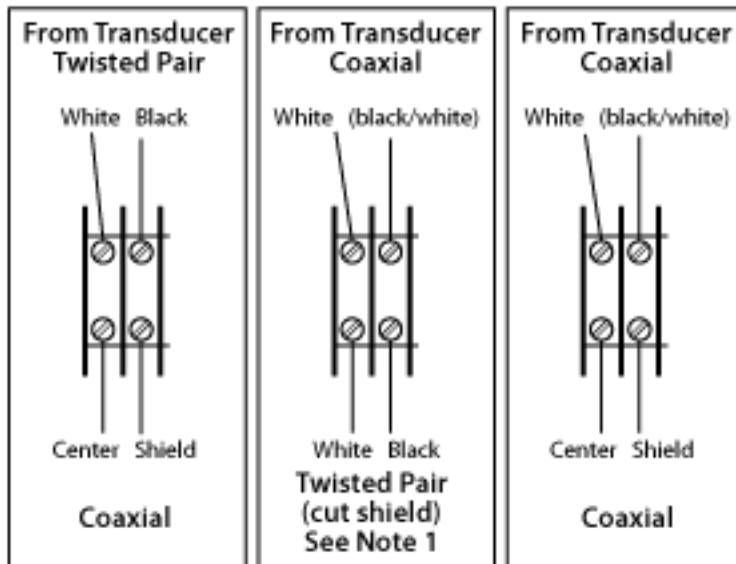 From Transducer
Twisted Pair
White Black
Center Shield
Coaxial
From Transducer
Coaxial
White (black/white)
White Black
Twisted Pair
(cut shield)
See Note 1
From Transducer
Coaxial
White (black/white)
Center Shield
Coaxial